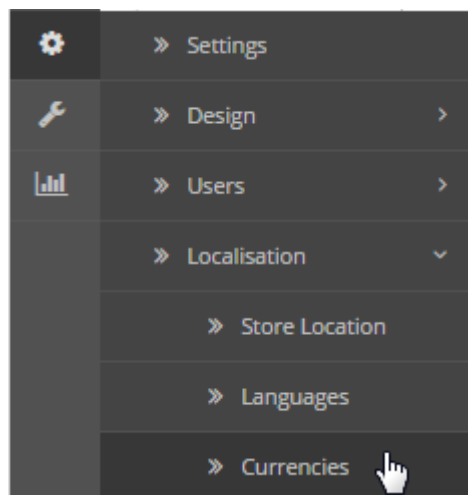 Settings
Design
Users
Localisation
Store Location
Languages
Currencies